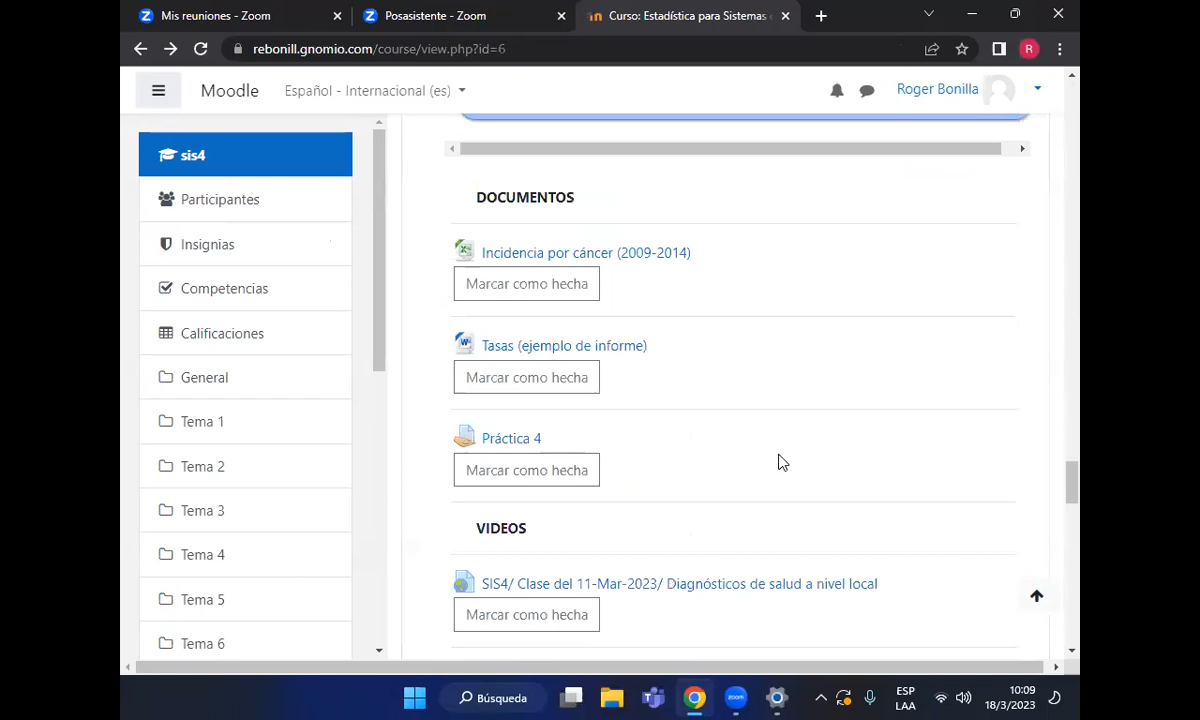 Mis reuniones - Zoom
Posasistente - Zoom
Curso: Estadística para Sistemas
rebonill.gnomio.com/course/view.php?id=6
R
Moodle
Español - Internacional (es)
Roger Bonilla
sis4
Participantes
Insignias
Competencias
Calificaciones
General
Tema 1
Tema 2
Tema 3
Tema 4
Tema 5
Tema 6
DOCUMENTOS
Incidencia por cáncer (2009-2014)
Marcar como hecha
Tasas (ejemplo de informe)
Marcar como hecha
Práctica 4
Marcar como hecha
VIDEOS
SIS4/ Clase del 11-Mar-2023/ Diagnósticos de salud a nivel local
Marcar como hecha
Búsqueda
zoom
ESP
LAA
10:09
18/3/2023